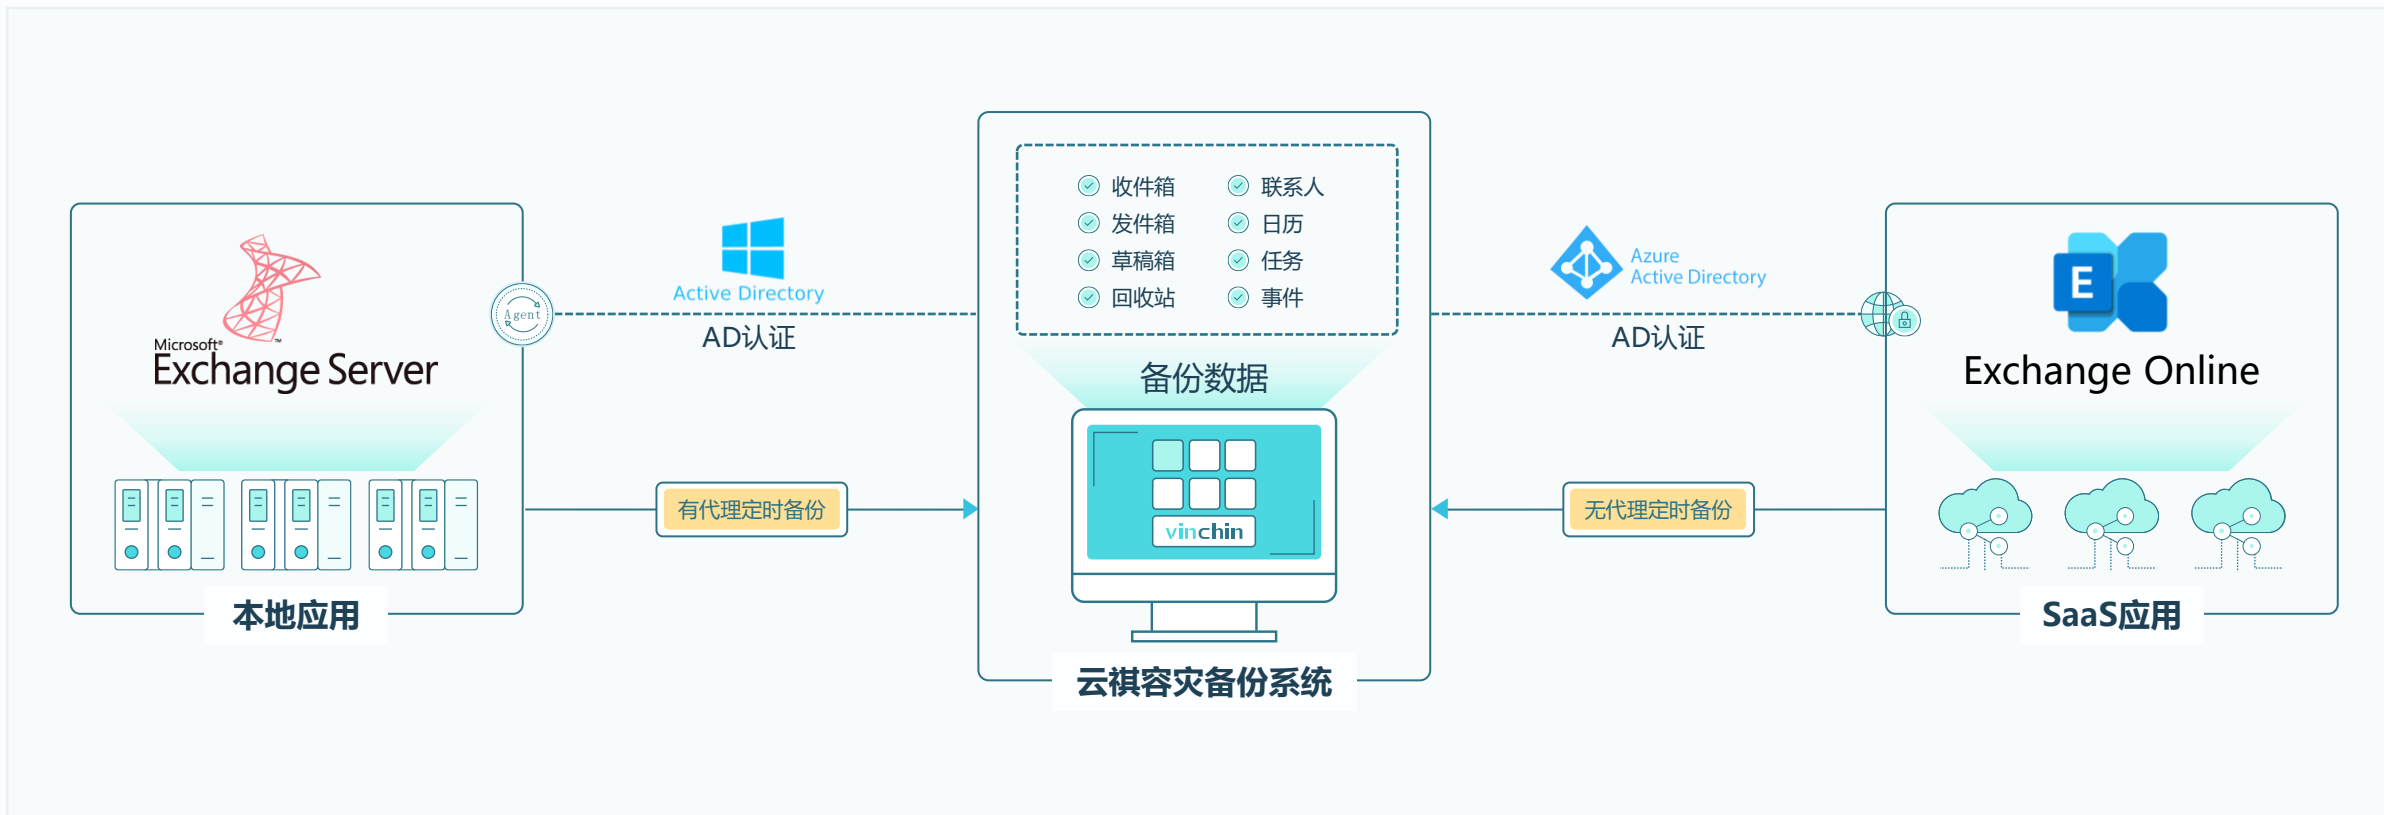 Microsoft®
Exchange Server™
本地应用
Agent
Active Directory
AD认证
有代理定时备份
收件箱
联系人
发件箱
日历
草稿箱
任务
回收站
事件
备份数据
vinchin
云祺容灾备份系统
Azure
Active Directory
AD认证
无代理定时备份
E
Exchange Online
SaaS应用